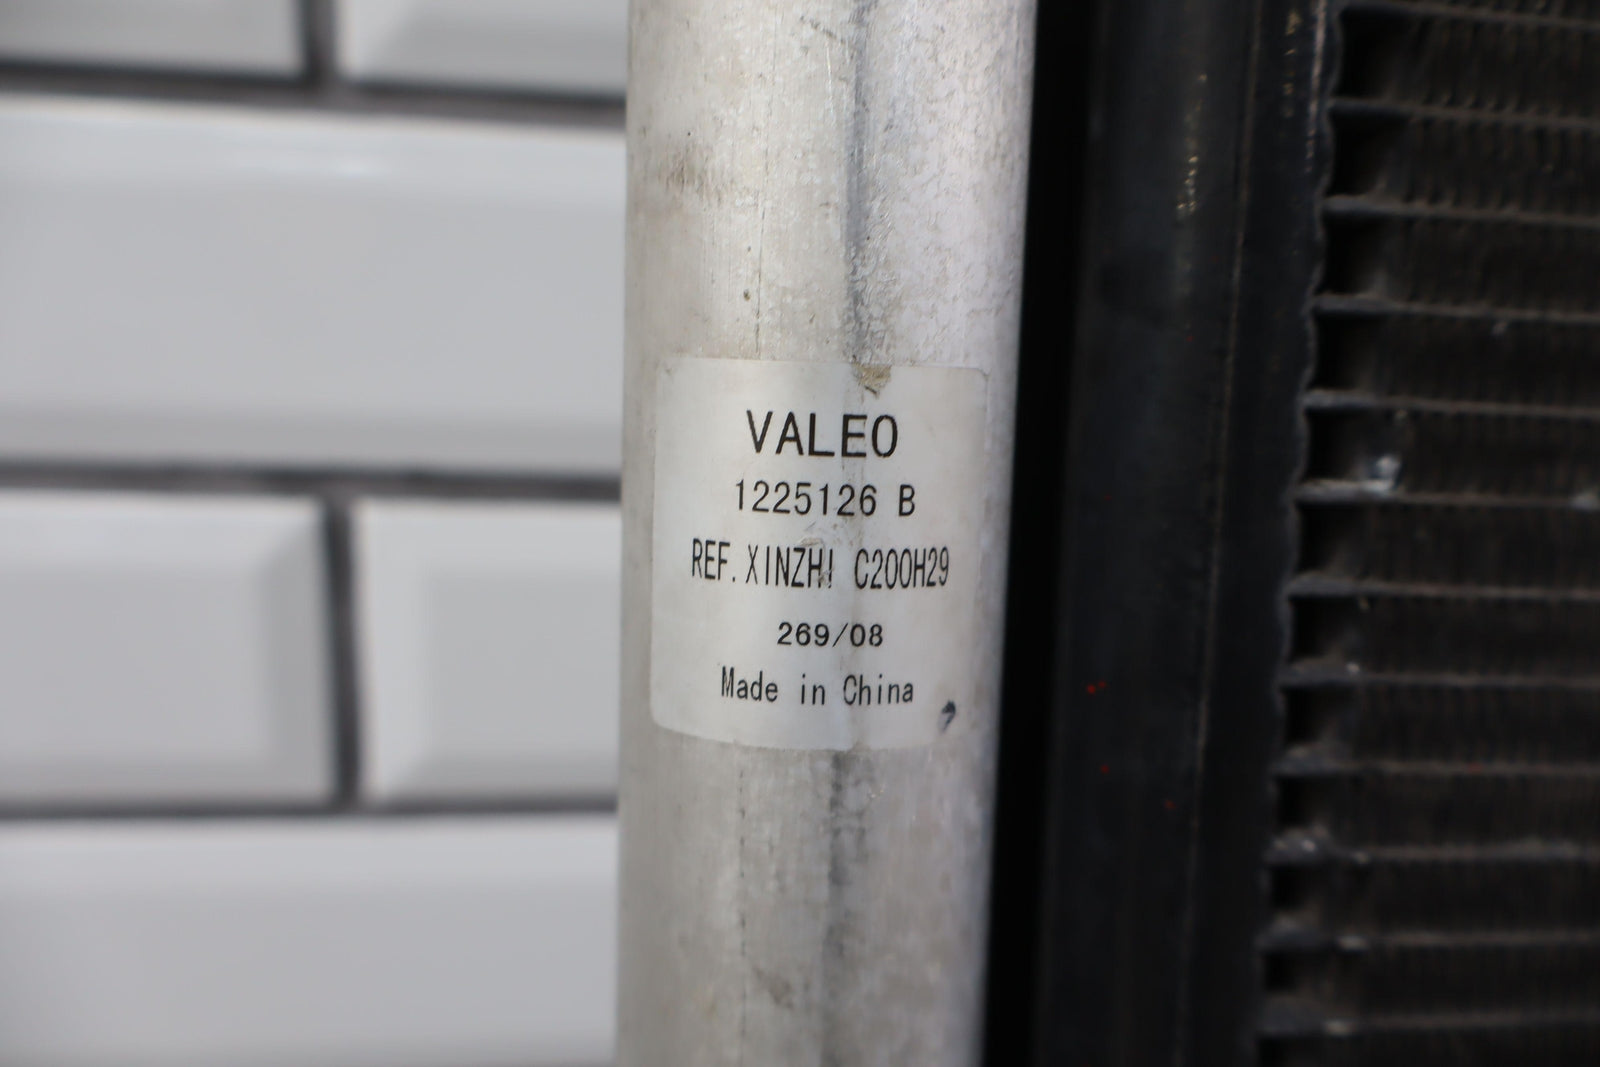 VALEO
1225126 B
REF. XINZHI C200H29
269/08
Made in China